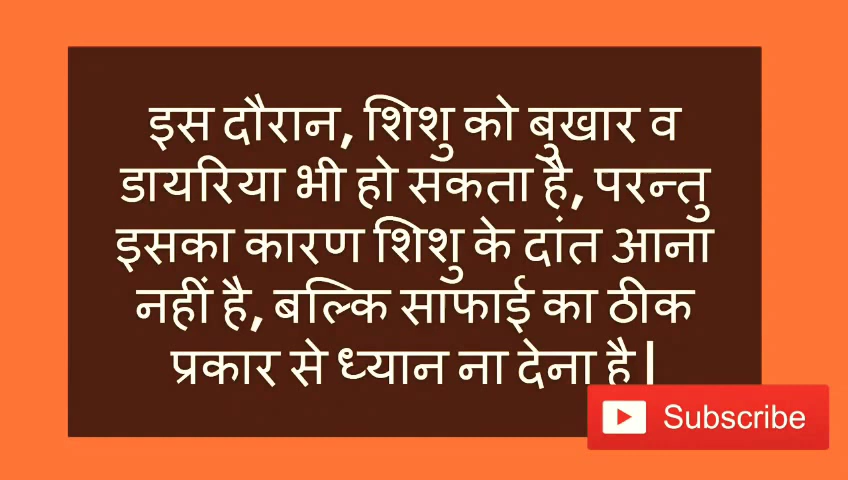 इस दौरान, शिशु को बुखार व
डायरिया भी हो सकता है, परन्तु
इसका कारण शिशु के दांत आना
नहीं है, बल्कि साफाई का ठीक
प्रकार से ध्यान ना देना है|
Subscribe